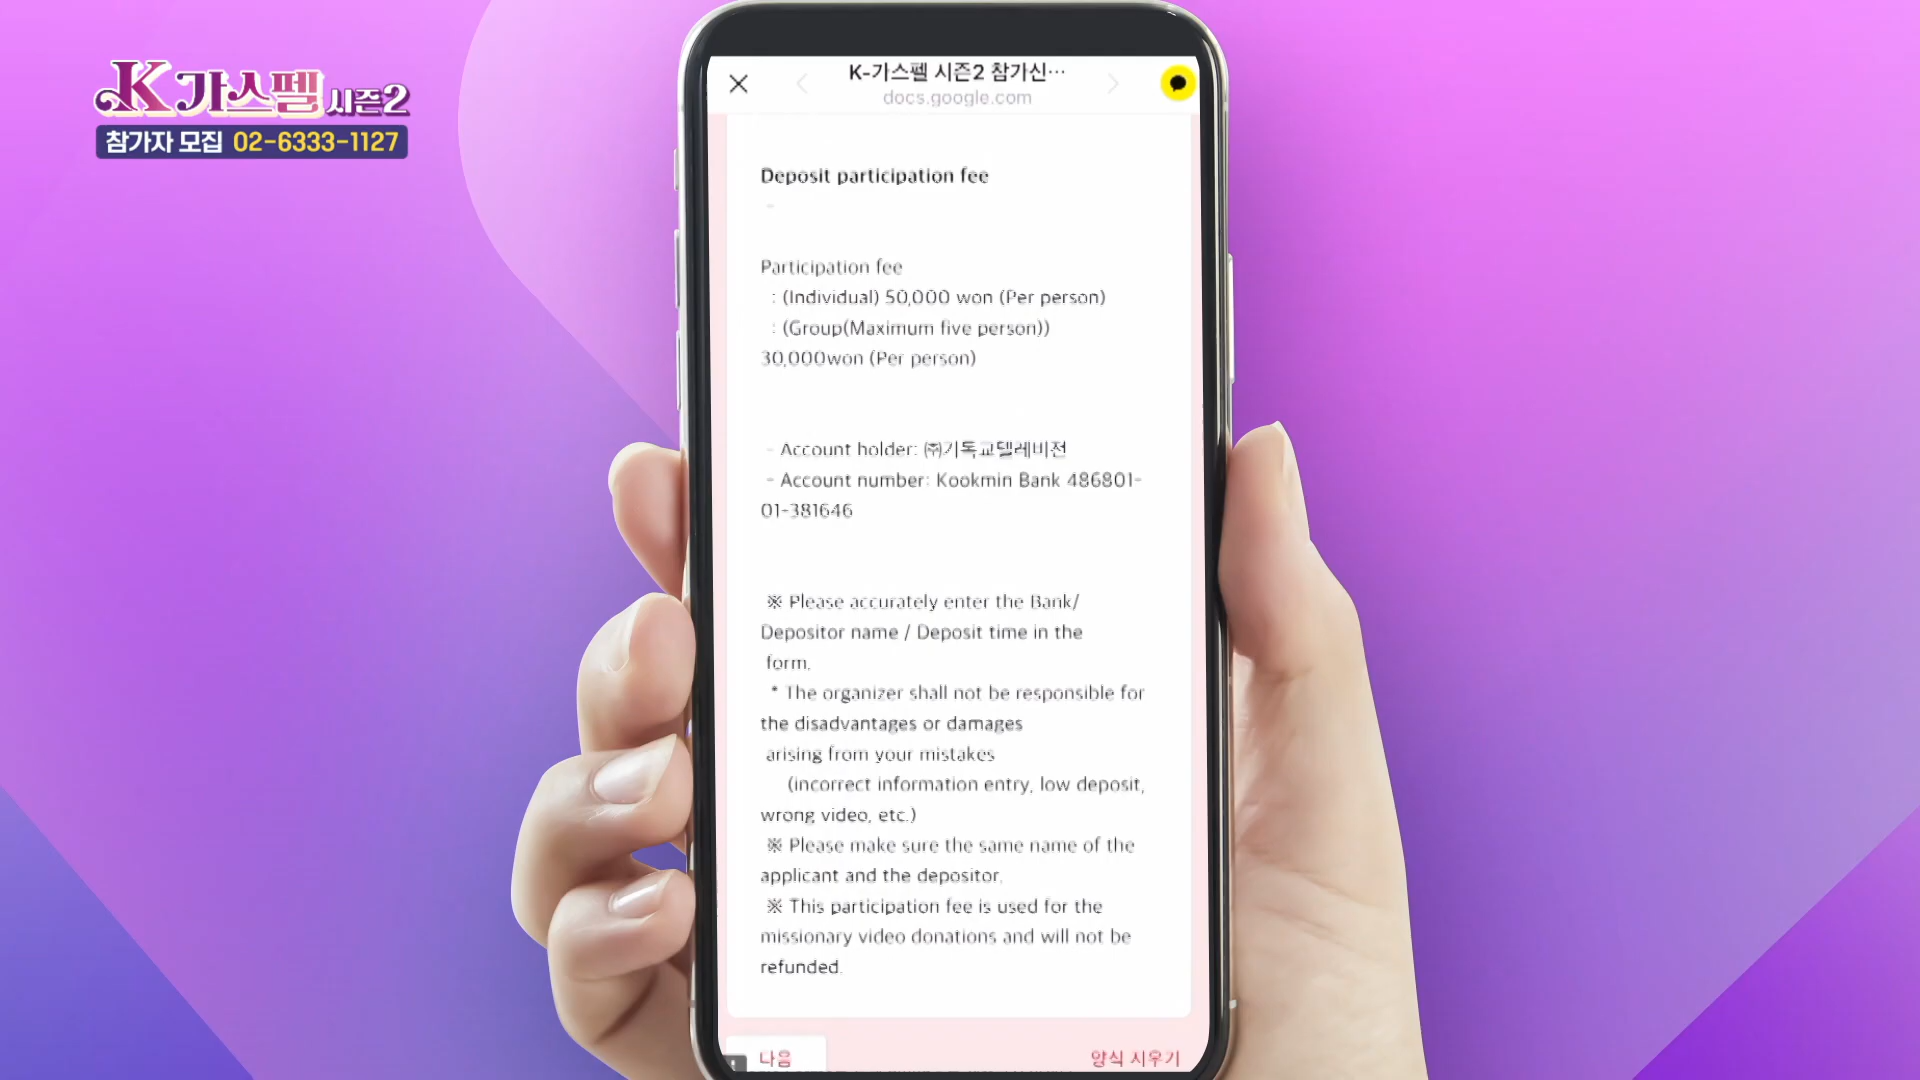 K가스펠 시즌2
참가자 모집 02-6333-1127
K-가스펠 시즌2 참가신…
docs.google.com
Deposit participation fee
-
Participation fee
: (Individual) 50,000 won (Per person)
: (Group(Maximum five person))
30,000won (Per person)
- Account holder: ㈜기독교텔레비전
- Account number: Kookmin Bank 486801-
01-381646
※ Please accurately enter the Bank/
Depositor name / Deposit time in the
form.
* The organizer shall not be responsible for
the disadvantages or damages
arising from your mistakes
(incorrect information entry, low deposit,
wrong video, etc.)
※ Please make sure the same name of the
applicant and the depositor.
※ This participation fee is used for the
missionary video donations and will not be
refunded.
다음
양식 지우기